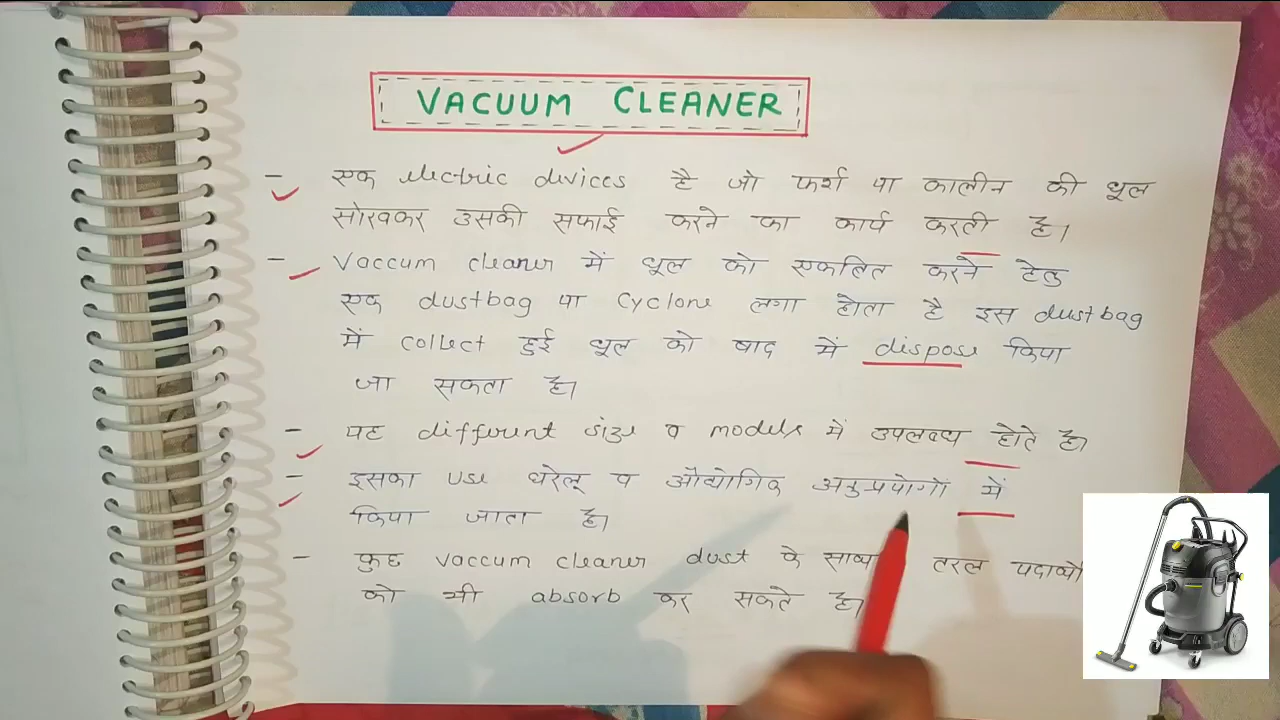 VACUUM CLEANER
- एक electric devices है जो फर्श या कालीन की धूल
सोखकर उसकी सफाई करने का कार्य करती है।
- Vaccum cleaner में धूल को एकत्रित करने हेतु
एक dustbag या Cyclone लगा होता है इस dustbag
में collect हुई धूल को बाद में dispose किया
जा सकता है।
- यह different size व models में उपलब्ध होते है।
- इसका use घरेलू व औद्योगिक अनुप्रयोगों में
किया जाता है।
- कुछ vaccum cleaner dust के साथ तरल पदार्थो
को भी absorb कर सकते है।